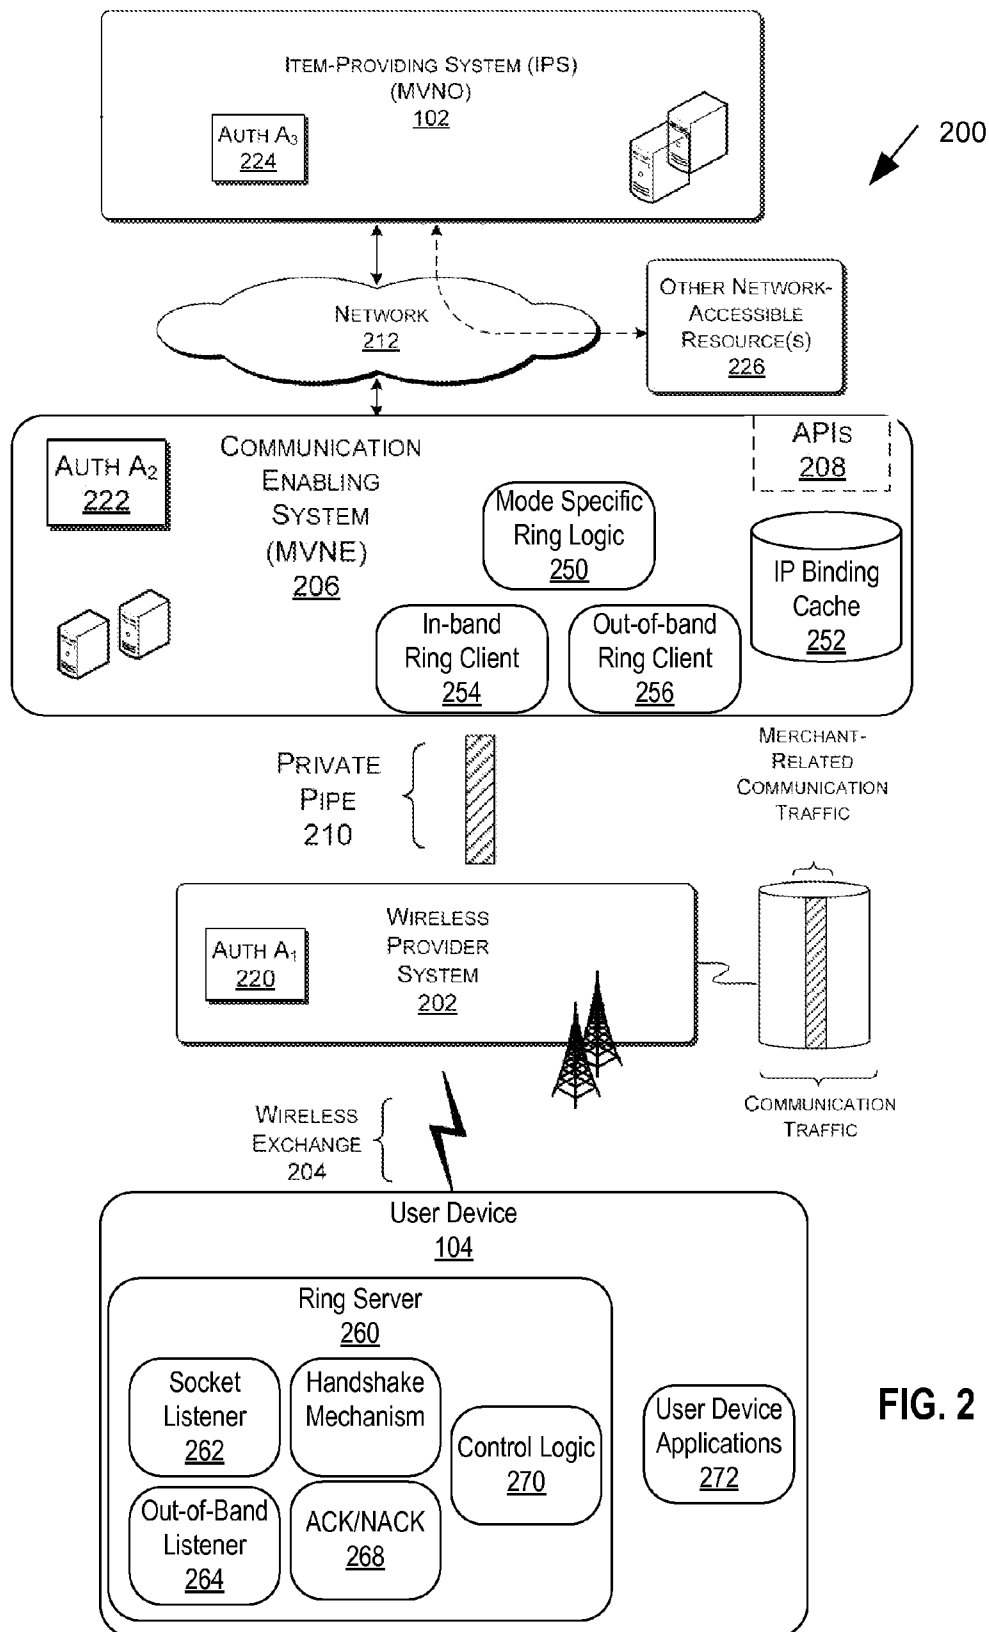 ITEM-PROVIDING SYSTEM (IPS)
(MVNO)
102
AUTH A3
224
200
NETWORK
212
OTHER NETWORK-
ACCESSIBLE
RESOURCE(S)
226
AUTH A2
222
COMMUNICATION
ENABLING
SYSTEM
(MVNE)
206
APIS
208
Mode Specific
Ring Logic
250
IP Binding
Cache
252
In-band
Ring Client
254
Out-of-band
Ring Client
256
PRIVATE
PIPE
210
MERCHANT-
RELATED
COMMUNICATION
TRAFFIC
AUTH A1
220
WIRELESS
PROVIDER
SYSTEM
202
COMMUNICATION
TRAFFIC
WIRELESS
EXCHANGE
204
User Device
104
Ring Server
260
Socket
Listener
262
Handshake
Mechanism
Control Logic
270
Out-of-Band
Listener
264
ACK/NACK
268
User Device
Applications
272
FIG. 2